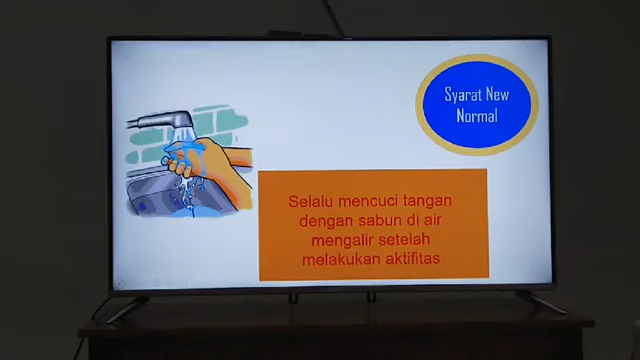 Syarat New
Normal
Selalu mencuci tangan
dengan sabun di air
mengalir setelah
melakukan aktifitas